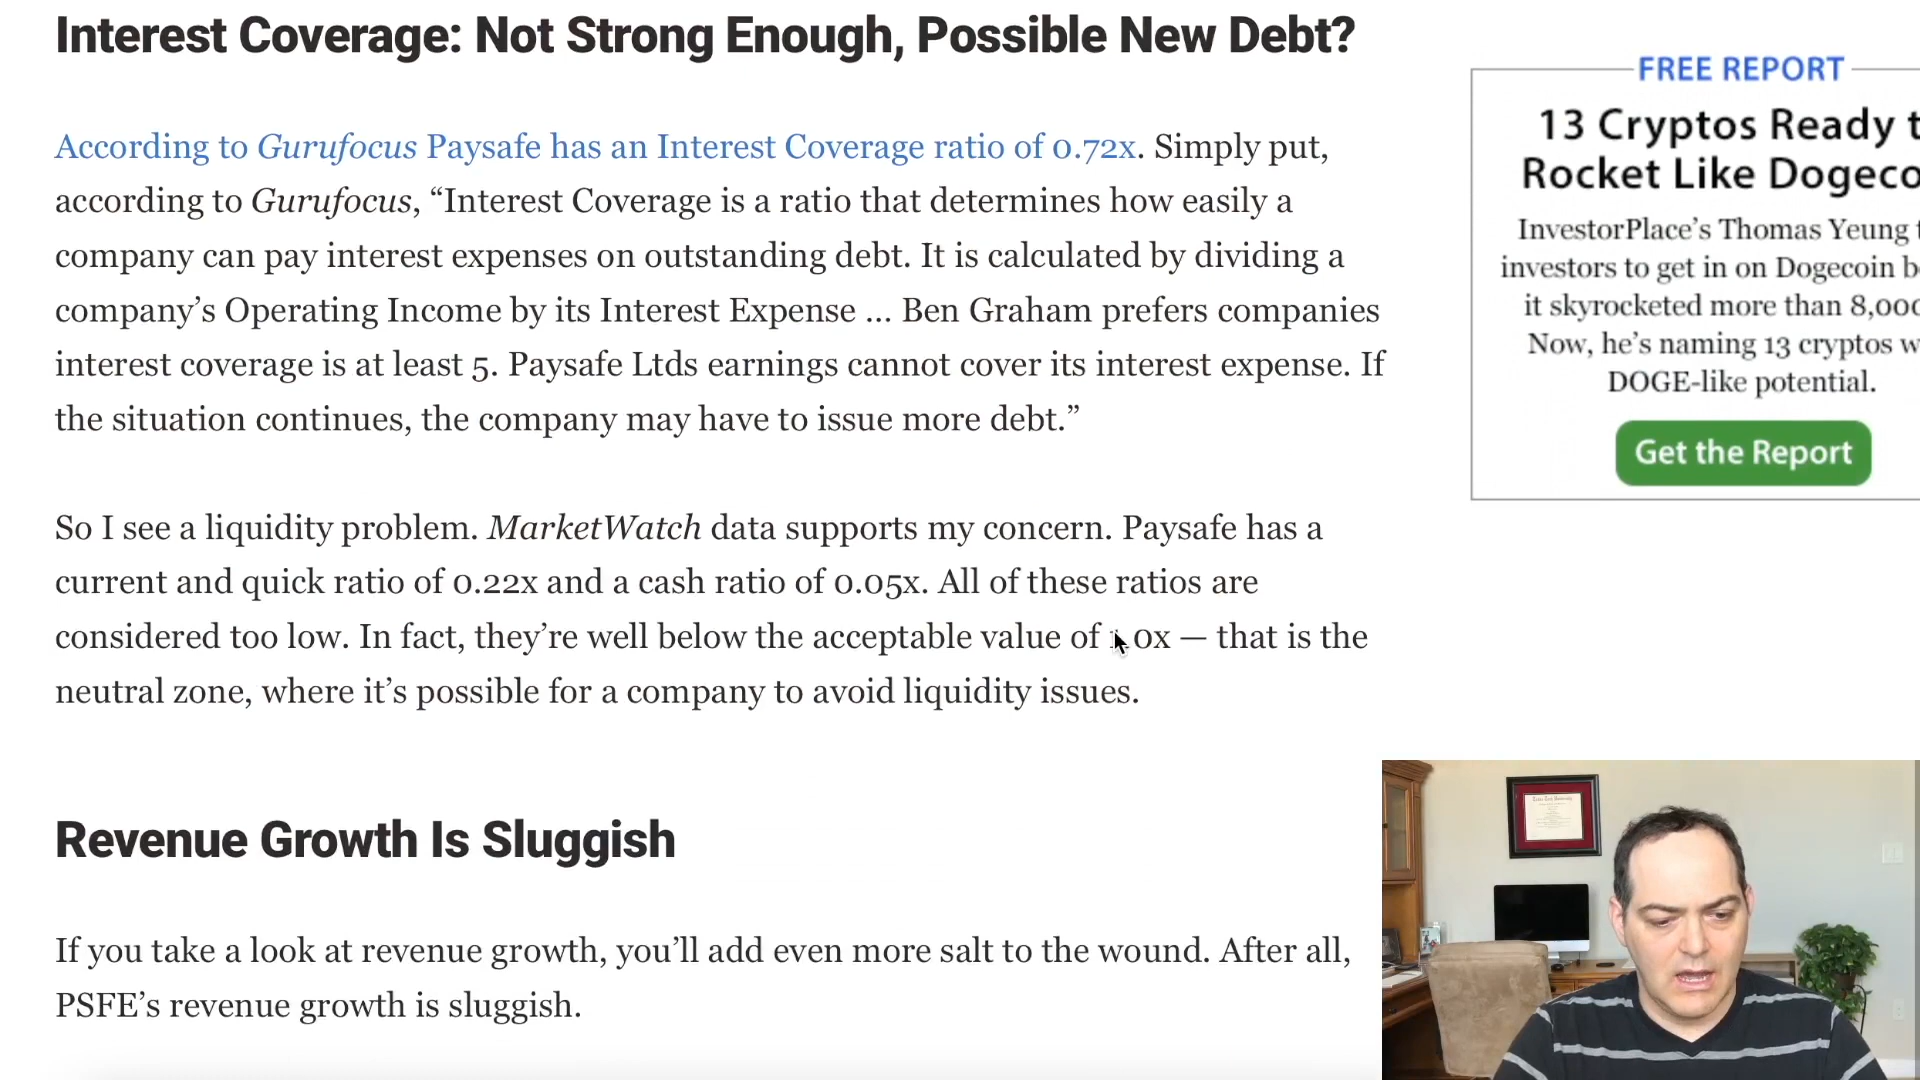 Interest Coverage: Not Strong Enough, Possible New Debt?
According to Gurufocus Paysafe has an Interest Coverage ratio of 0.72x. Simply put,
according to Gurufocus, “Interest Coverage is a ratio that determines how easily a
company can pay interest expenses on outstanding debt. It is calculated by dividing a
company’s Operating Income by its Interest Expense ... Ben Graham prefers companies
interest coverage is at least 5. Paysafe Ltds earnings cannot cover its interest expense. If
the situation continues, the company may have to issue more debt.”
So I see a liquidity problem. MarketWatch data supports my concern. Paysafe has a
current and quick ratio of 0.22x and a cash ratio of 0.05x. All of these ratios are
considered too low. In fact, they’re well below the acceptable value of 0x — that is the
neutral zone, where it’s possible for a company to avoid liquidity issues.
Revenue Growth Is Sluggish
If you take a look at revenue growth, you’ll add even more salt to the wound. After all,
PSFE’s revenue growth is sluggish.
FREE REPORT
13 Cryptos Ready t
Rocket Like Dogeco
InvestorPlace’s Thomas Yeung t
investors to get in on Dogecoin b
it skyrocketed more than 8,000
Now, he’s naming 13 cryptos w
DOGE-like potential.
Get the Report